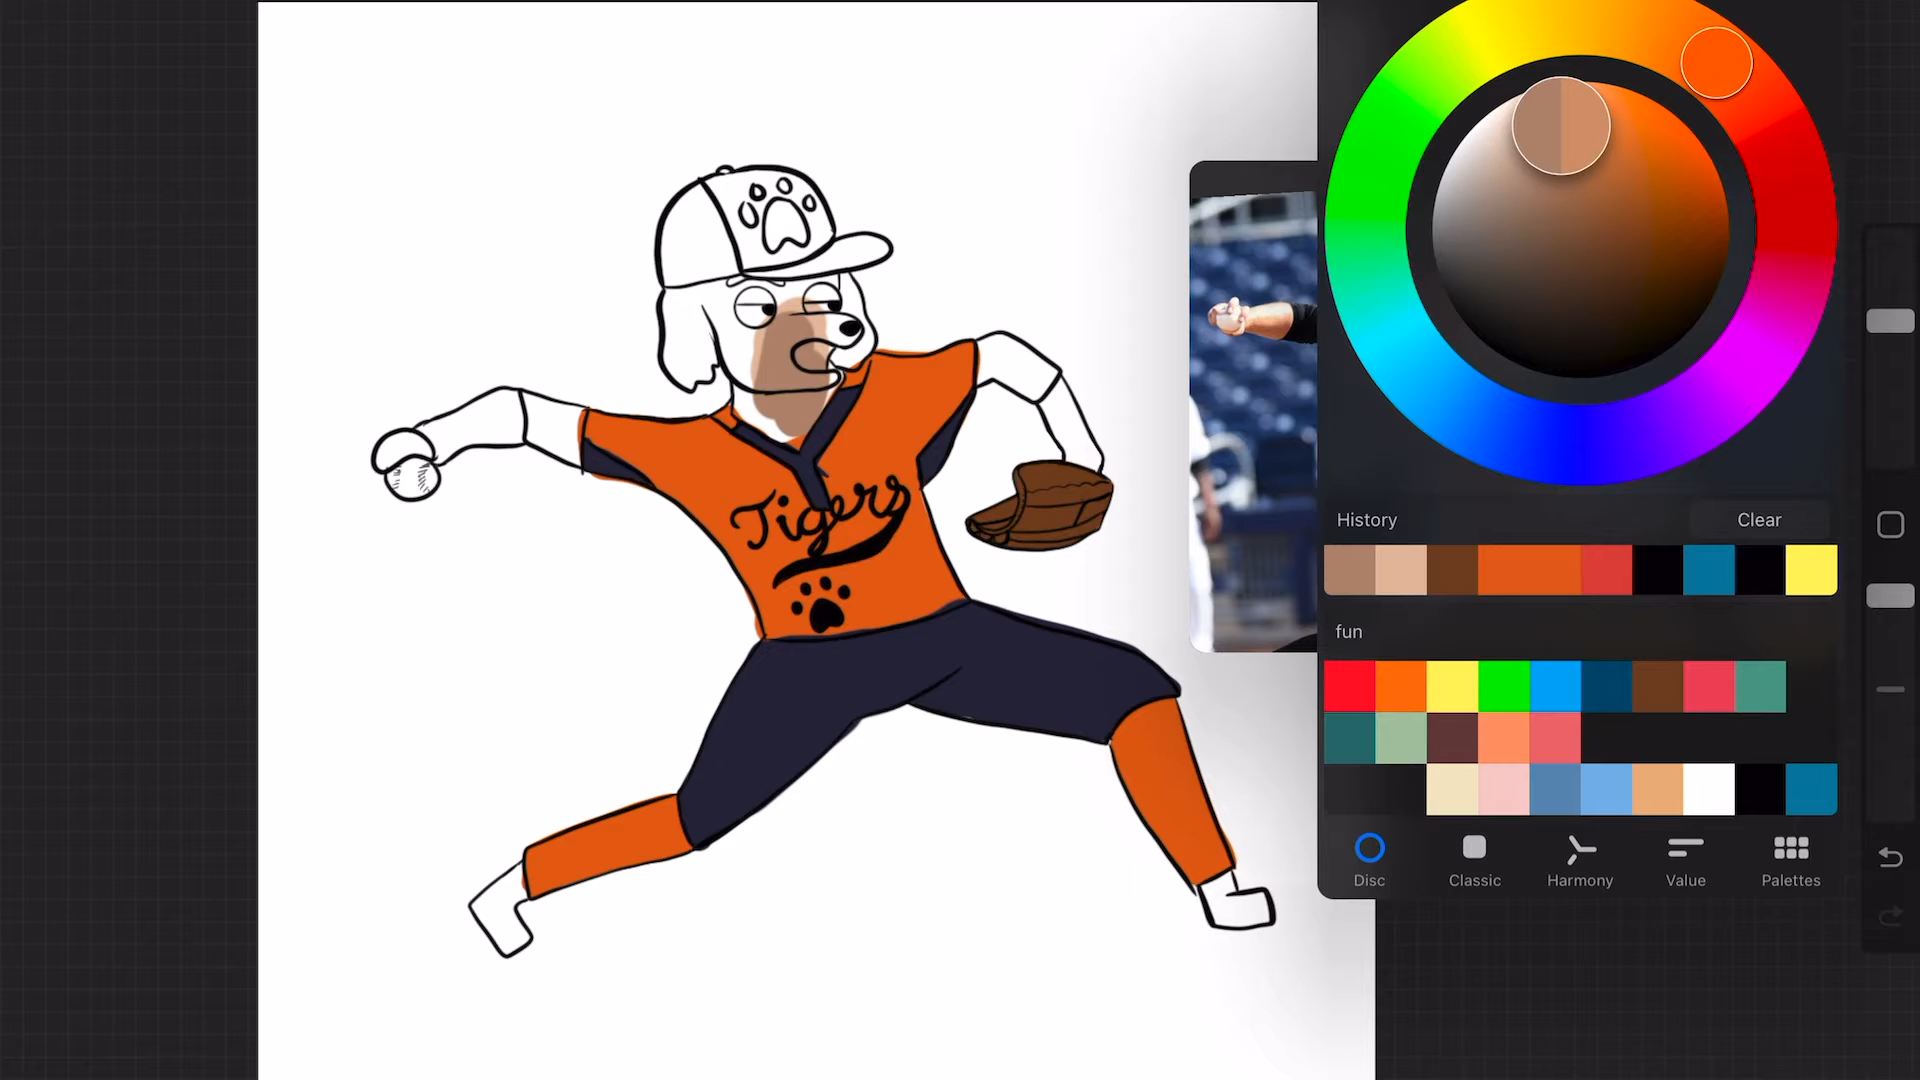 Tigers
History
Clear
fun
Disc
Classic
Harmony
Value
Palettes